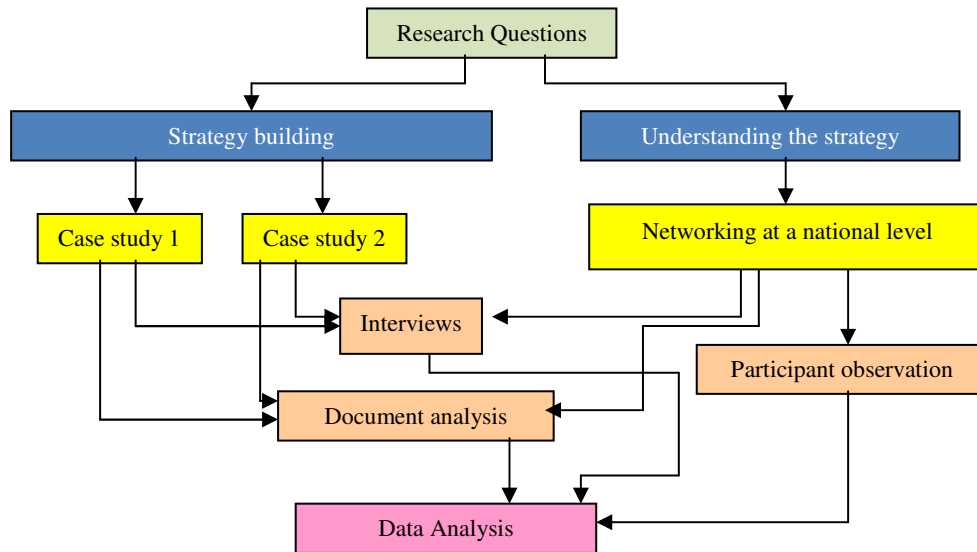 Research Questions
Strategy building
Understanding the strategy
Case study 1
Case study 2
Networking at a national level
Interviews
Participant observation
Document analysis
Data Analysis